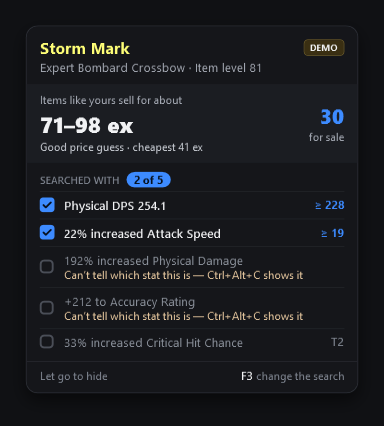 Storm Mark
DEMO
Expert Bombard Crossbow · Item level 81
Items like yours sell for about
71–98 ex
30
for sale
Good price guess · cheapest 41 ex
SEARCHED WITH 2 of 5
Physical DPS 254.1 ≥ 228
22% increased Attack Speed ≥ 19
192% increased Physical Damage
Can't tell which stat this is — Ctrl+Alt+C shows it
+212 to Accuracy Rating
Can't tell which stat this is — Ctrl+Alt+C shows it
33% increased Critical Hit Chance T2
Let go to hide
F3 change the search